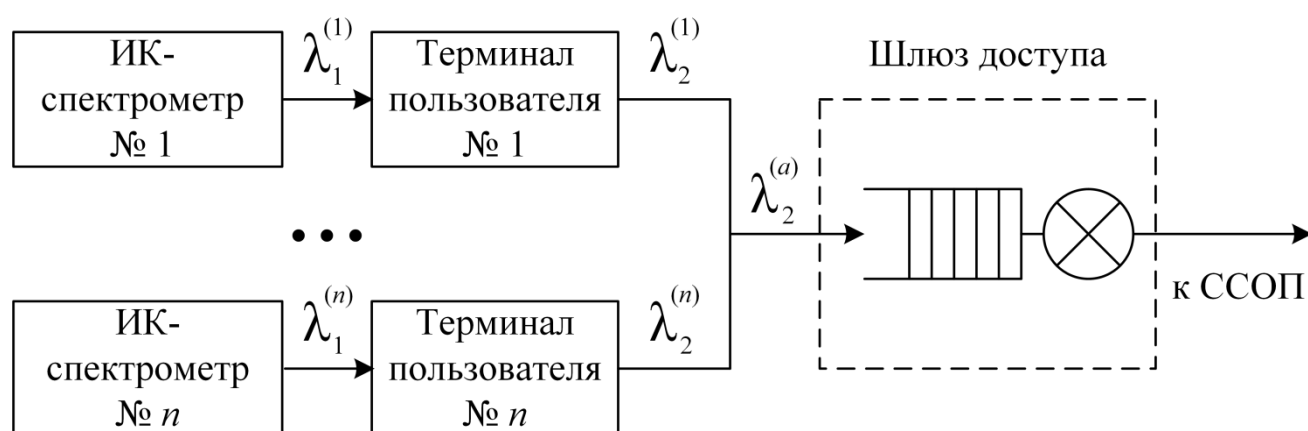 ИК-
спектрометр
№ 1
λ₁⁽¹⁾
Терминал
пользователя
№ 1
λ₂⁽¹⁾
Шлюз доступа
λ₂⁽ᵃ⁾
к ССОП
ИК-
спектрометр
№ n
λ₁⁽ⁿ⁾
Терминал
пользователя
№ n
λ₂⁽ⁿ⁾